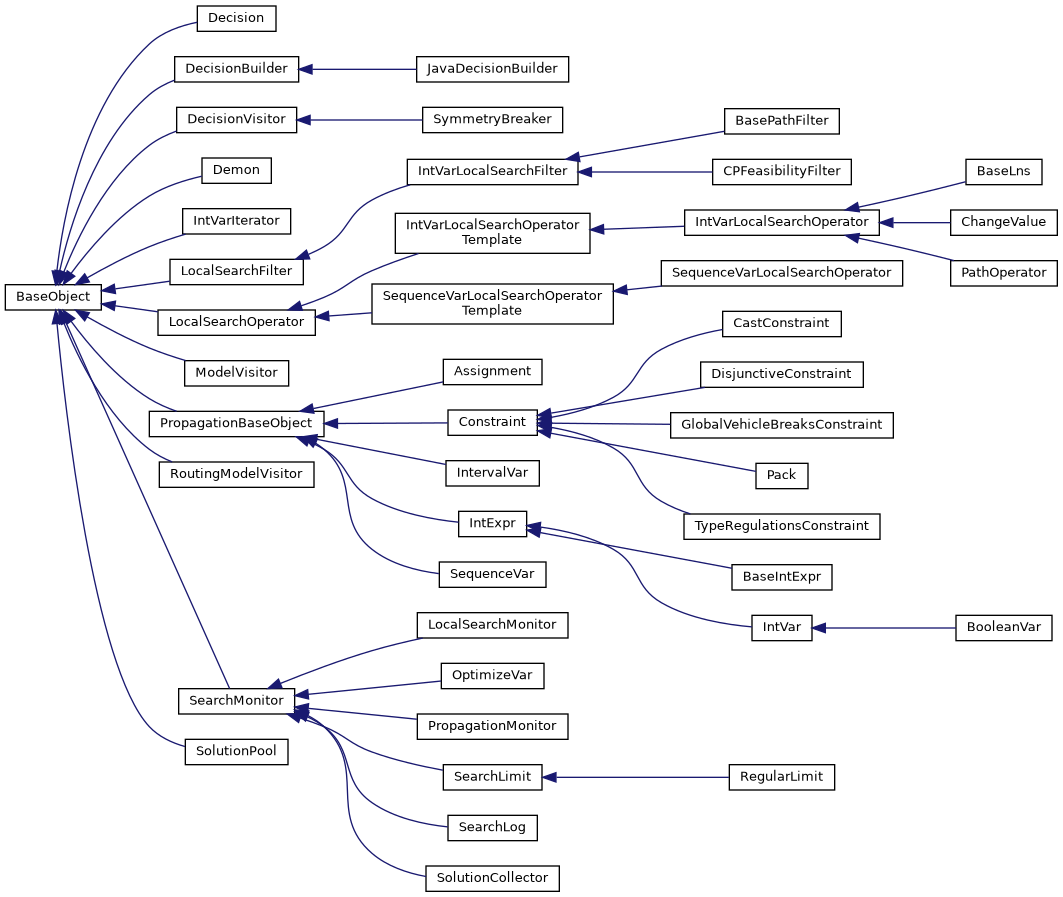 Decision
DecisionBuilder
JavaDecisionBuilder
DecisionVisitor
SymmetryBreaker
BasePathFilter
Demon
IntVarLocalSearchFilter
CPFeasibilityFilter
BaseLns
IntVarIterator
IntVarLocalSearchOperator
Template
IntVarLocalSearchOperator
ChangeValue
LocalSearchFilter
SequenceVarLocalSearchOperator
PathOperator
BaseObject
SequenceVarLocalSearchOperator
Template
LocalSearchOperator
CastConstraint
ModelVisitor
Assignment
DisjunctiveConstraint
PropagationBaseObject
Constraint
GlobalVehicleBreaksConstraint
RoutingModelVisitor
IntervalVar
Pack
IntExpr
TypeRegulationsConstraint
SequenceVar
BaseIntExpr
LocalSearchMonitor
IntVar
BooleanVar
OptimizeVar
SearchMonitor
PropagationMonitor
SolutionPool
SearchLimit
RegularLimit
SearchLog
SolutionCollector